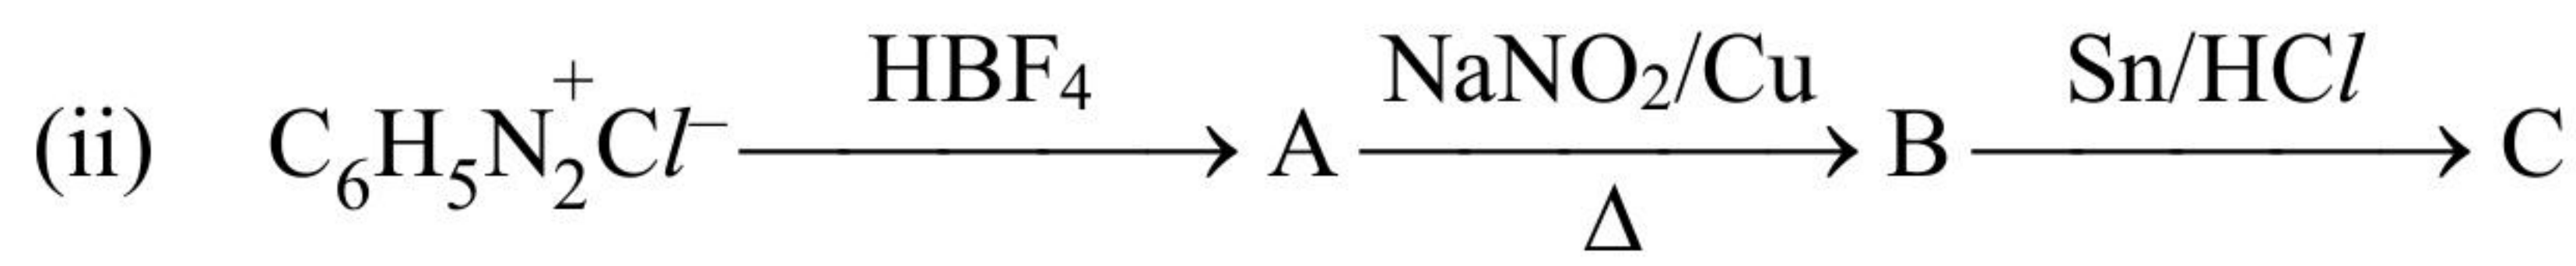 (ii) C₆H₅N₂⁺Cl⁻ —HBF₄→ A —NaNO₂/Cu, Δ→ B —Sn/HCl→ C